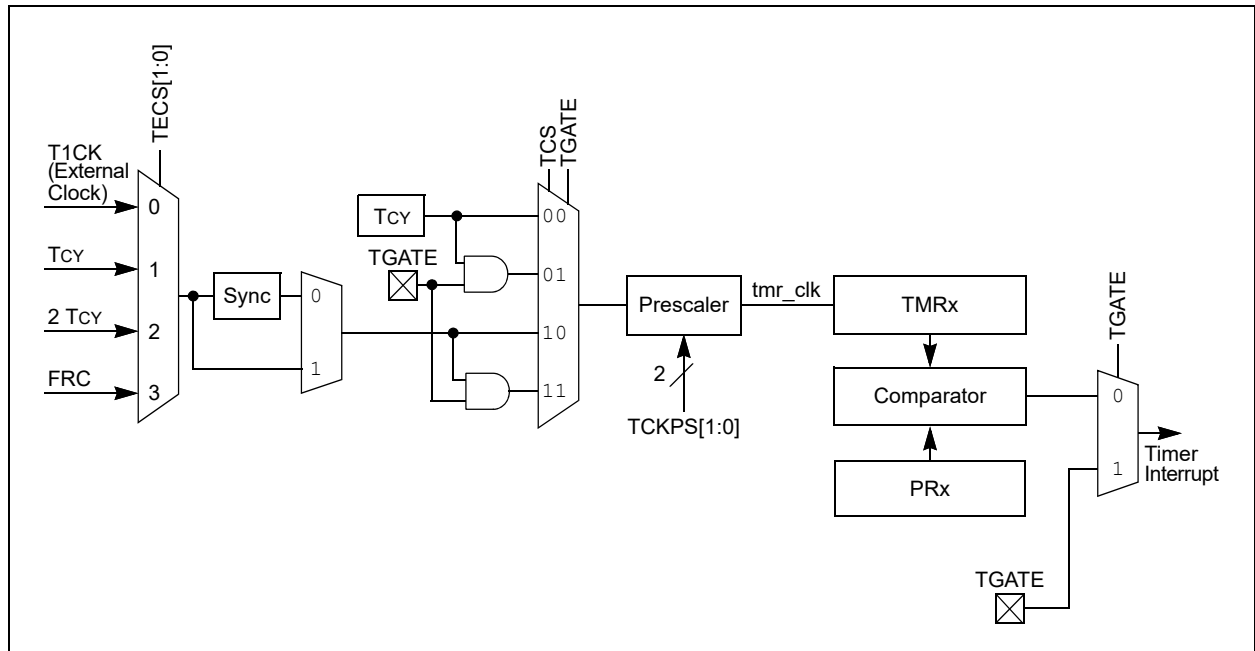 TECS[1:0]
T1CK
(External
Clock)
0
TCY
1
2 TCY
2
FRC
3
Sync
0
1
TCS
TGATE
TCY
00
TGATE
01
10
11
Prescaler
2
TCKPS[1:0]
tmr_clk
TMRx
Comparator
PRx
TGATE
0
1
Timer
Interrupt
TGATE